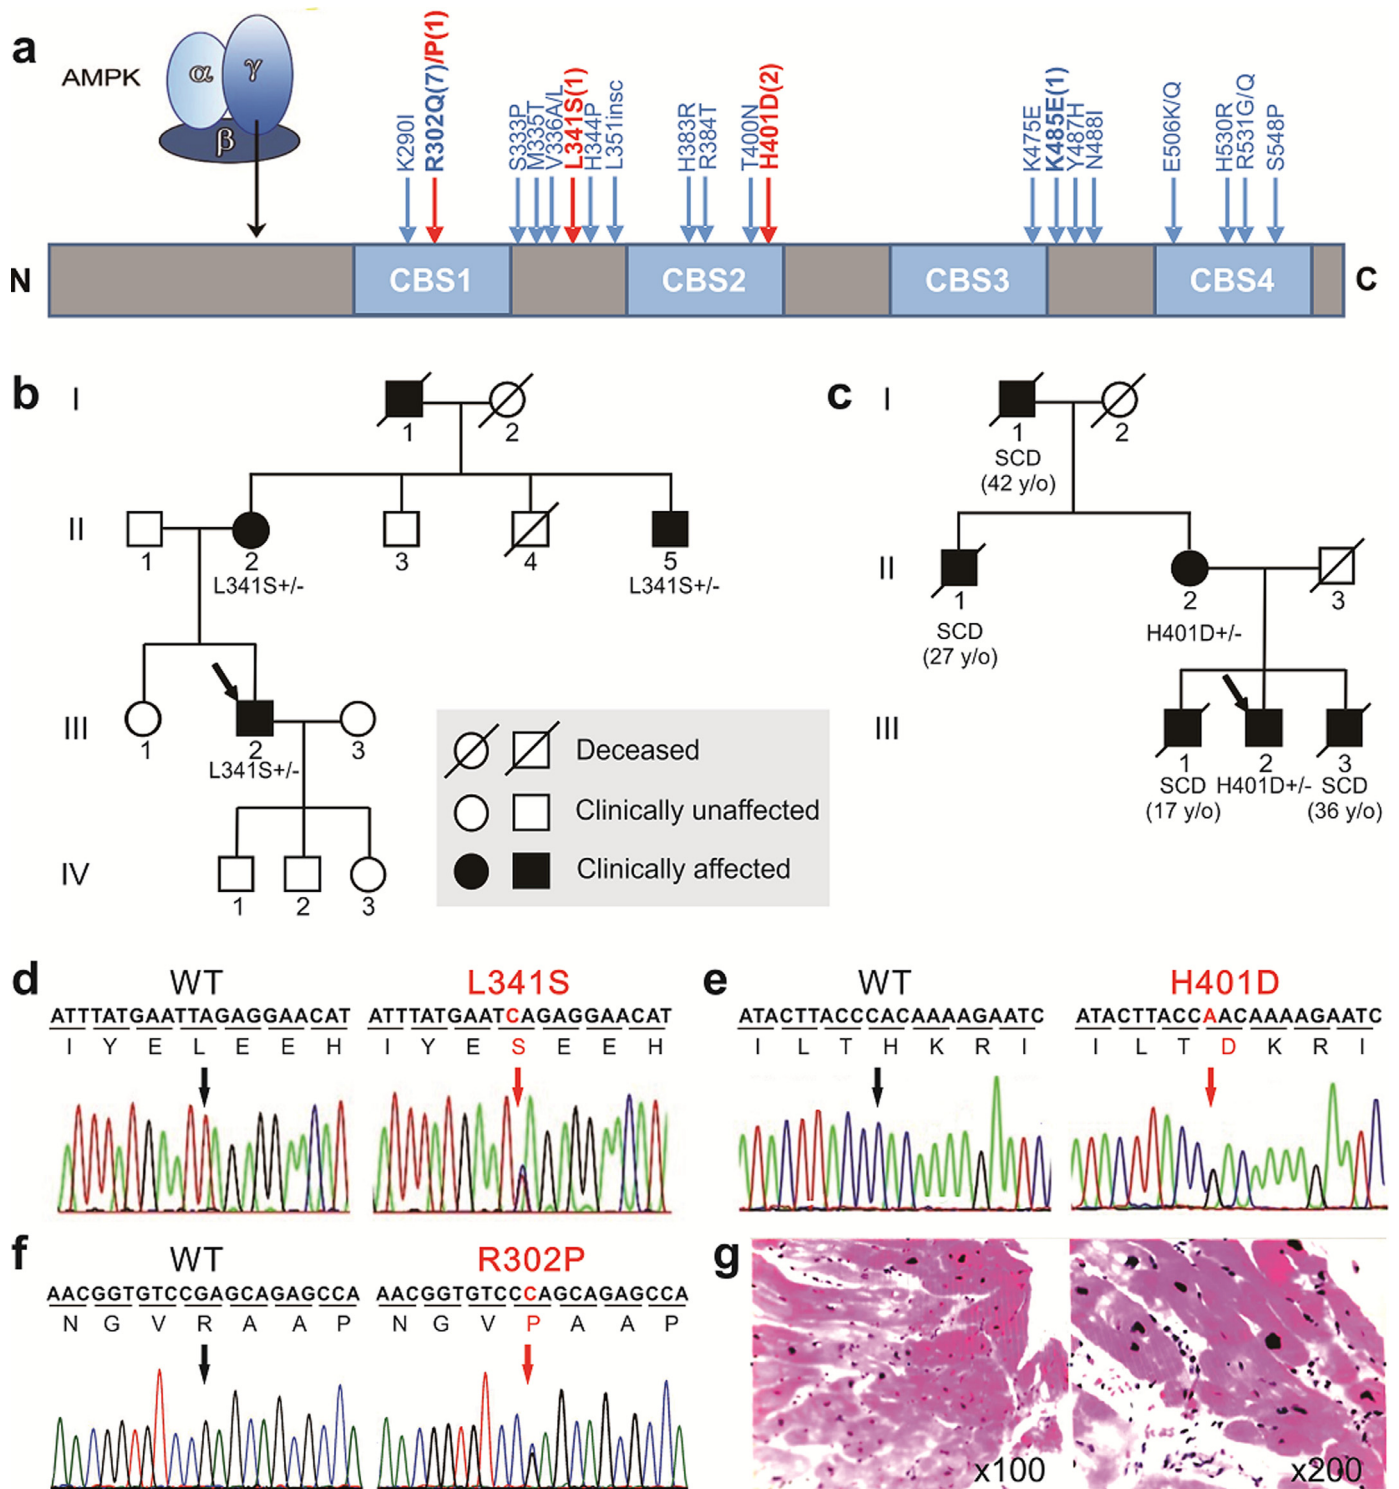 a
AMPK
α
γ
β
K290I
R302Q(7)/P(1)
S333P
M335T
V336A/L
L341S(1)
H344P
L351insc
H383R
R384T
T400N
H401D(2)
K475E
K485E(1)
Y487H
N488I
E506K/Q
H530R
R531G/Q
S548P
N
CBS1
CBS2
CBS3
CBS4
C
b
I
1
2
II
1
2
3
4
5
L341S+/-
L341S+/-
III
1
2
3
L341S+/-
IV
1
2
3
Deceased
Clinically unaffected
Clinically affected
c
I
1
2
SCD
(42 y/o)
II
1
2
3
SCD
(27 y/o)
H401D+/-
III
1
2
3
SCD
H401D+/-
SCD
(17 y/o)
(36 y/o)
d
WT
ATTTATGAATTAGAGGAACAT
I Y E L E E H
L341S
ATTTATGAATCAGAGGAACAT
I Y E S E E H
e
WT
ATACTTACCCACAAAAGAATC
I L T H K R I
H401D
ATACTTACCAACAAAAGAATC
I L T D K R I
f
WT
AACGGTGTCCGAGCAGAGCCA
N G V R A A P
R302P
AACGGTGTCCCAGCAGAGCCA
N G V P A A P
g
x100
x200